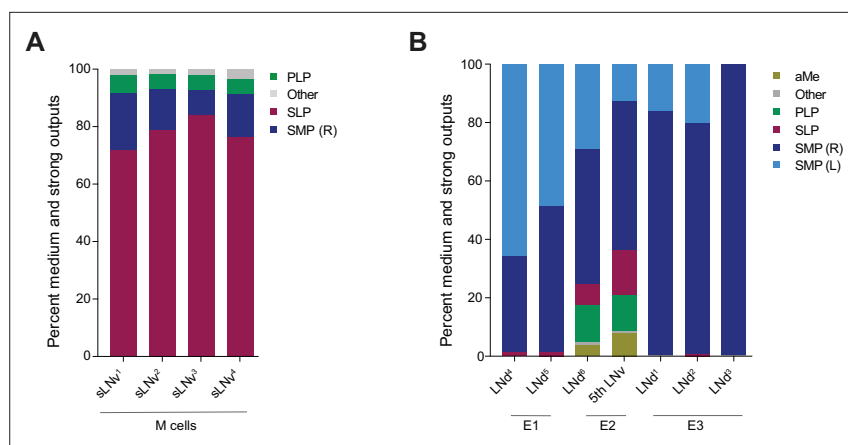 A
Percent medium and strong outputs
100
80
60
40
20
0
PLP
Other
SLP
SMP (R)
sLNv¹
sLNv²
sLNv³
sLNv⁴
M cells
B
Percent medium and strong outputs
100
80
60
40
20
0
aMe
Other
PLP
SLP
SMP (R)
SMP (L)
LNd⁴
LNd⁵
LNd⁶
5th LNv
LNd¹
LNd²
LNd³
E1
E2
E3